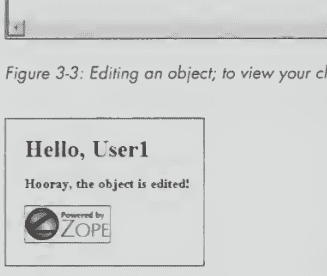 Figure 3-3: Editing an object; to view your
Hello, User1
Hooray, the object is edited!
Powered by
ZOPE